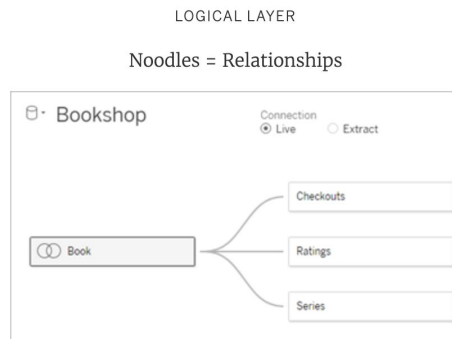 LOGICAL LAYER
Noodles = Relationships
Bookshop
Connection
Live Extract
Checkouts
Book
Ratings
Series